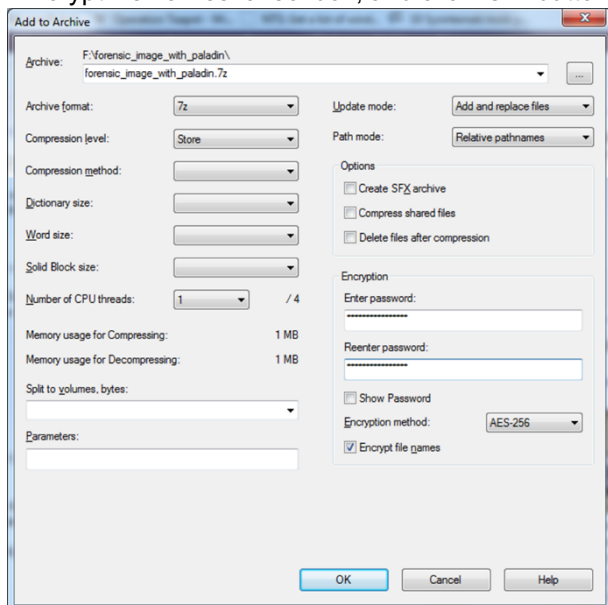 Add to Archive
Archive: F:\forensic_image_with_paladin\
forensic_image_with_paladin.7z
...
Archive format: 7z
Compression level: Store
Compression method:
Dictionary size:
Word size:
Solid Block size:
Number of CPU threads: 1 / 4
Memory usage for Compressing: 1 MB
Memory usage for Decompressing: 1 MB
Split to volumes, bytes:
Parameters:
Update mode: Add and replace files
Path mode: Relative pathnames
Options
Create SFX archive
Compress shared files
Delete files after compression
Encryption
Enter password:
****************
Reenter password:
****************
Show Password
Encryption method: AES-256
Encrypt file names
OK Cancel Help